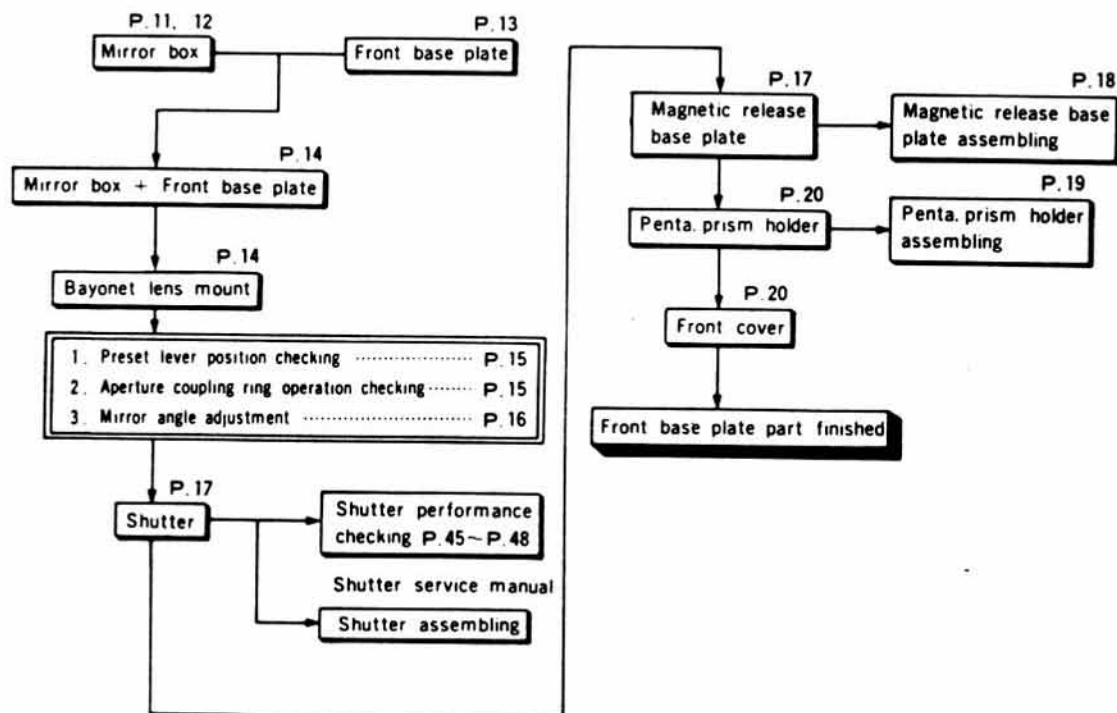 P.11, 12
Mirror box
P.13
Front base plate
P.14
Mirror box + Front base plate
P.14
Bayonet lens mount
1. Preset lever position checking ················ P.15
2. Aperture coupling ring operation checking ······ P.15
3. Mirror angle adjustment ······················ P.16
P.17
Shutter
Shutter performance
checking P.45~P.48
Shutter service manual
Shutter assembling
P.17
Magnetic release
base plate
P.18
Magnetic release base
plate assembling
P.20
Penta. prism holder
P.19
Penta. prism holder
assembling
P.20
Front cover
Front base plate part finished